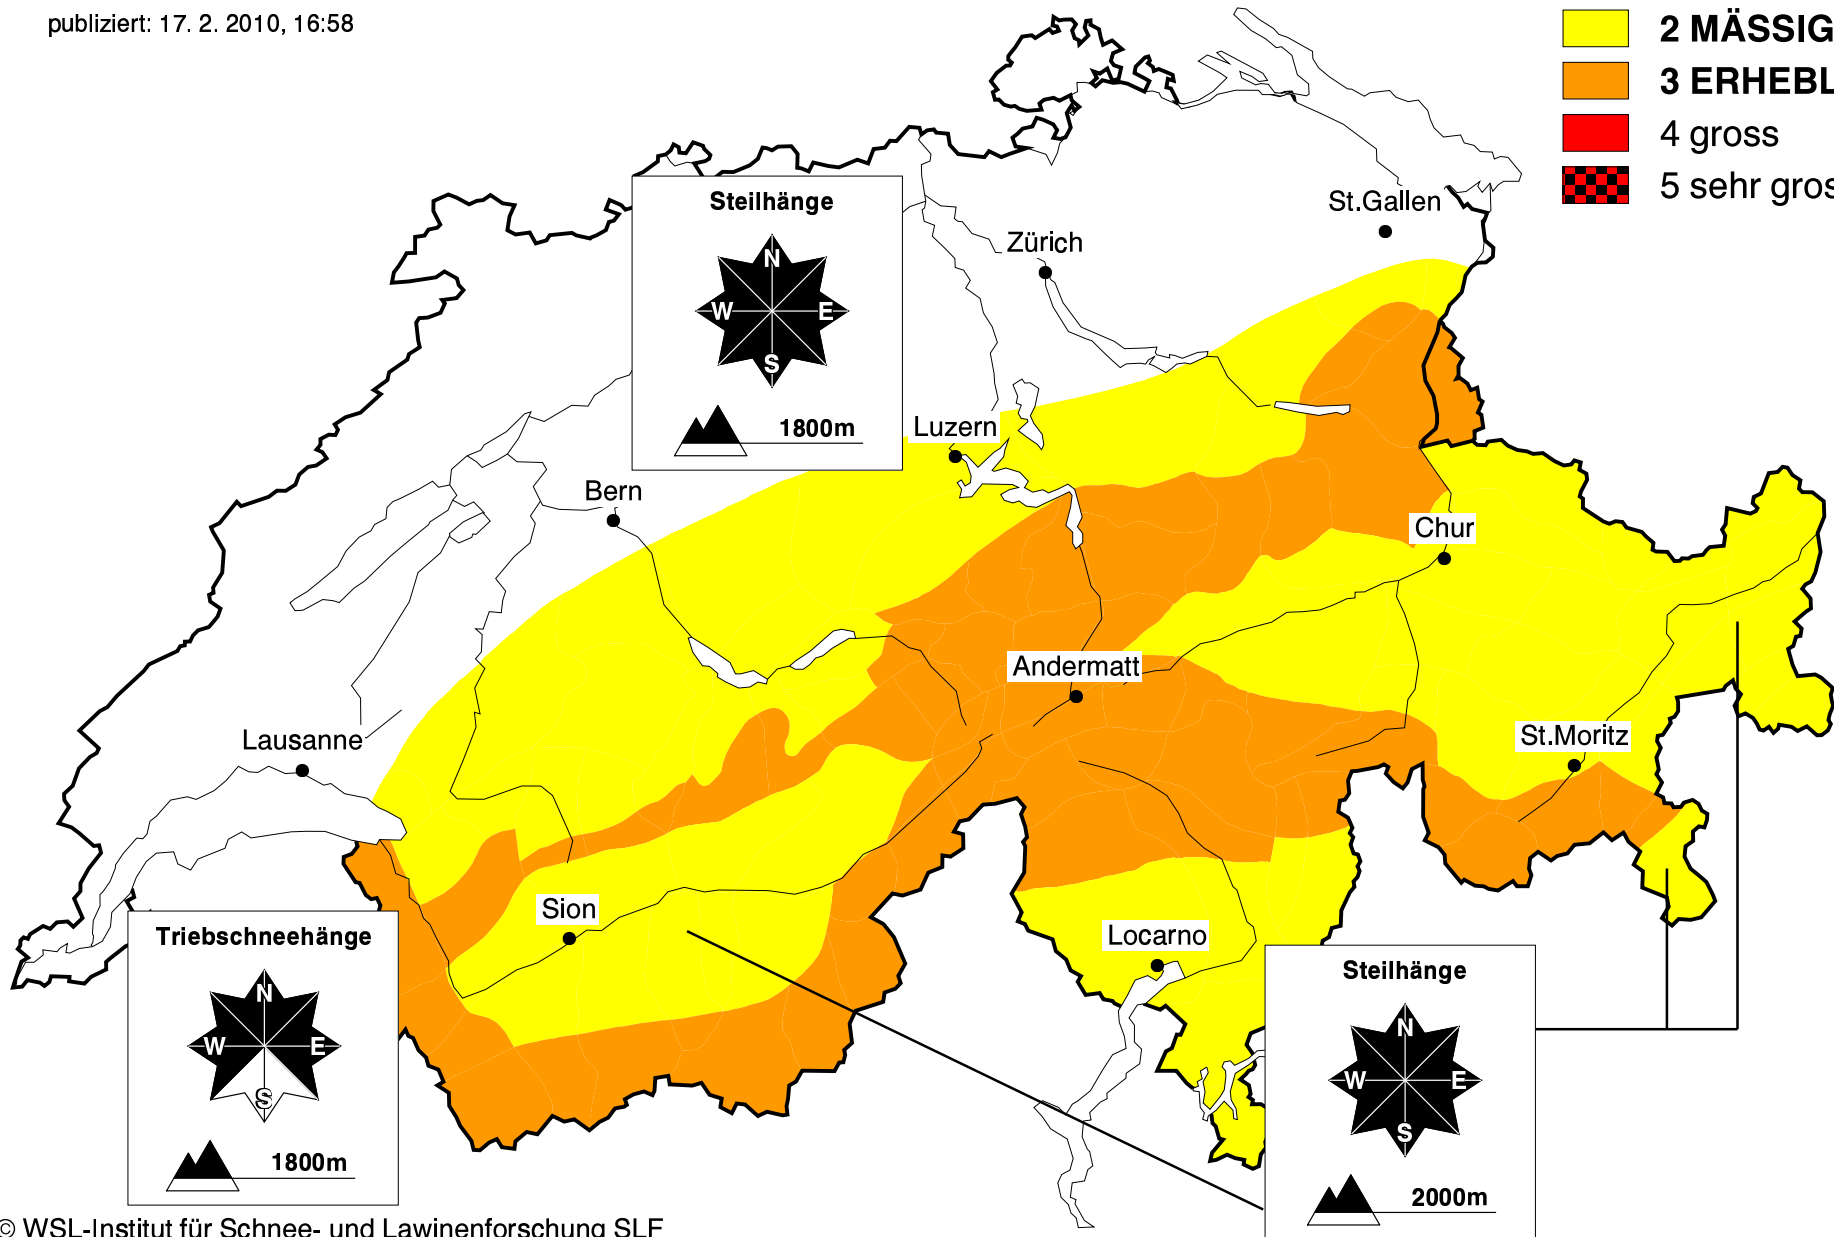 publiziert: 17. 2. 2010, 16:58
2 MÄSSIG
3 ERHEBL
4 gross
5 sehr gros
St.Gallen
Zürich
Steilhänge
N
W E
S
1800m
Luzern
Bern
Chur
Andermatt
St.Moritz
Lausanne
Sion
Locarno
Triebschneehänge
N
W E
S
1800m
Steilhänge
N
W E
S
2000m
© WSL-Institut für Schnee- und Lawinenforschung SLF